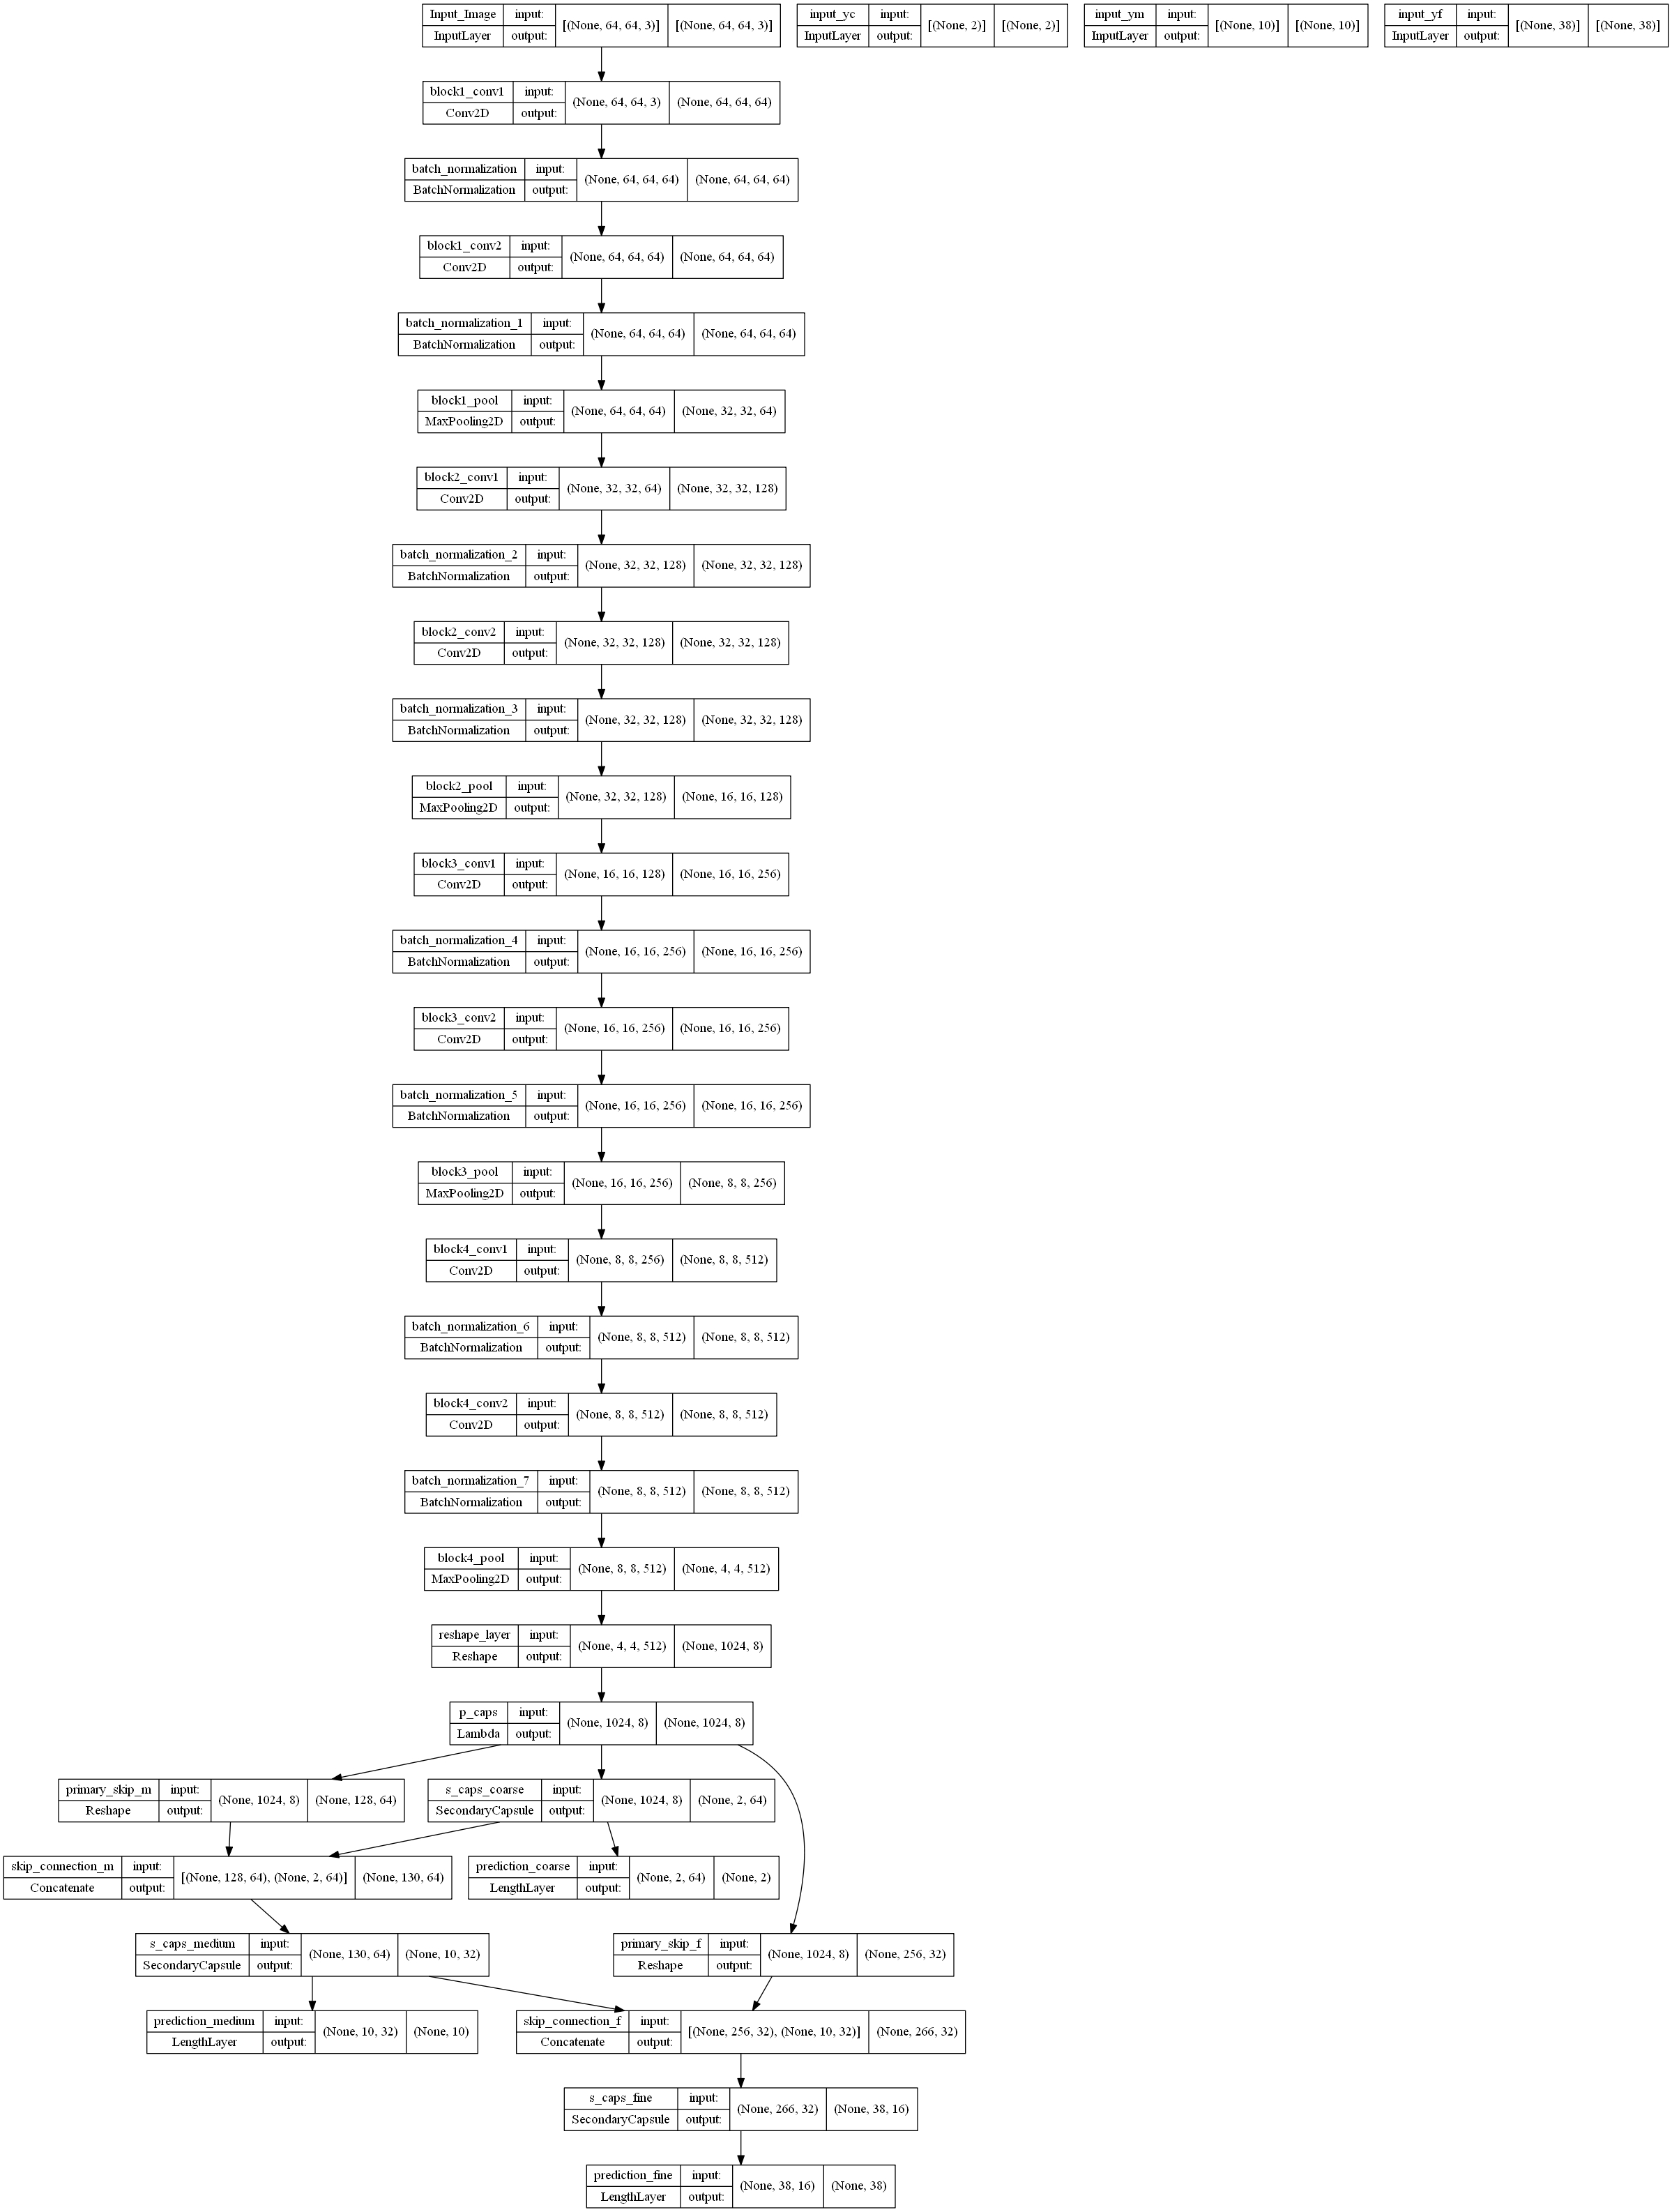 Input_Image input: [(None, 64, 64, 3)] [(None, 64, 64, 3)]
InputLayer output:
input_yc input: [(None, 2)] [(None, 2)]
InputLayer output:
input_ym input: [(None, 10)] [(None, 10)]
InputLayer output:
input_yf input: [(None, 38)] [(None, 38)]
InputLayer output:
block1_conv1 input: (None, 64, 64, 3) (None, 64, 64, 64)
Conv2D output:
batch_normalization input: (None, 64, 64, 64) (None, 64, 64, 64)
BatchNormalization output:
block1_conv2 input: (None, 64, 64, 64) (None, 64, 64, 64)
Conv2D output:
batch_normalization_1 input: (None, 64, 64, 64) (None, 64, 64, 64)
BatchNormalization output:
block1_pool input: (None, 64, 64, 64) (None, 32, 32, 64)
MaxPooling2D output:
block2_conv1 input: (None, 32, 32, 64) (None, 32, 32, 128)
Conv2D output:
batch_normalization_2 input: (None, 32, 32, 128) (None, 32, 32, 128)
BatchNormalization output:
block2_conv2 input: (None, 32, 32, 128) (None, 32, 32, 128)
Conv2D output:
batch_normalization_3 input: (None, 32, 32, 128) (None, 32, 32, 128)
BatchNormalization output:
block2_pool input: (None, 32, 32, 128) (None, 16, 16, 128)
MaxPooling2D output:
block3_conv1 input: (None, 16, 16, 128) (None, 16, 16, 256)
Conv2D output:
batch_normalization_4 input: (None, 16, 16, 256) (None, 16, 16, 256)
BatchNormalization output:
block3_conv2 input: (None, 16, 16, 256) (None, 16, 16, 256)
Conv2D output:
batch_normalization_5 input: (None, 16, 16, 256) (None, 16, 16, 256)
BatchNormalization output:
block3_pool input: (None, 16, 16, 256) (None, 8, 8, 256)
MaxPooling2D output:
block4_conv1 input: (None, 8, 8, 256) (None, 8, 8, 512)
Conv2D output:
batch_normalization_6 input: (None, 8, 8, 512) (None, 8, 8, 512)
BatchNormalization output:
block4_conv2 input: (None, 8, 8, 512) (None, 8, 8, 512)
Conv2D output:
batch_normalization_7 input: (None, 8, 8, 512) (None, 8, 8, 512)
BatchNormalization output:
block4_pool input: (None, 8, 8, 512) (None, 4, 4, 512)
MaxPooling2D output:
reshape_layer input: (None, 4, 4, 512) (None, 1024, 8)
Reshape output:
p_caps input: (None, 1024, 8) (None, 1024, 8)
Lambda output:
primary_skip_m input: (None, 1024, 8) (None, 128, 64)
Reshape output:
s_caps_coarse input: (None, 1024, 8) (None, 2, 64)
SecondaryCapsule output:
skip_connection_m input: [(None, 128, 64), (None, 2, 64)] (None, 130, 64)
Concatenate output:
prediction_coarse input: (None, 2, 64) (None, 2)
LengthLayer output:
s_caps_medium input: (None, 130, 64) (None, 10, 32)
SecondaryCapsule output:
primary_skip_f input: (None, 1024, 8) (None, 256, 32)
Reshape output:
prediction_medium input: (None, 10, 32) (None, 10)
LengthLayer output:
skip_connection_f input: [(None, 256, 32), (None, 10, 32)] (None, 266, 32)
Concatenate output:
s_caps_fine input: (None, 266, 32) (None, 38, 16)
SecondaryCapsule output:
prediction_fine input: (None, 38, 16) (None, 38)
LengthLayer output: